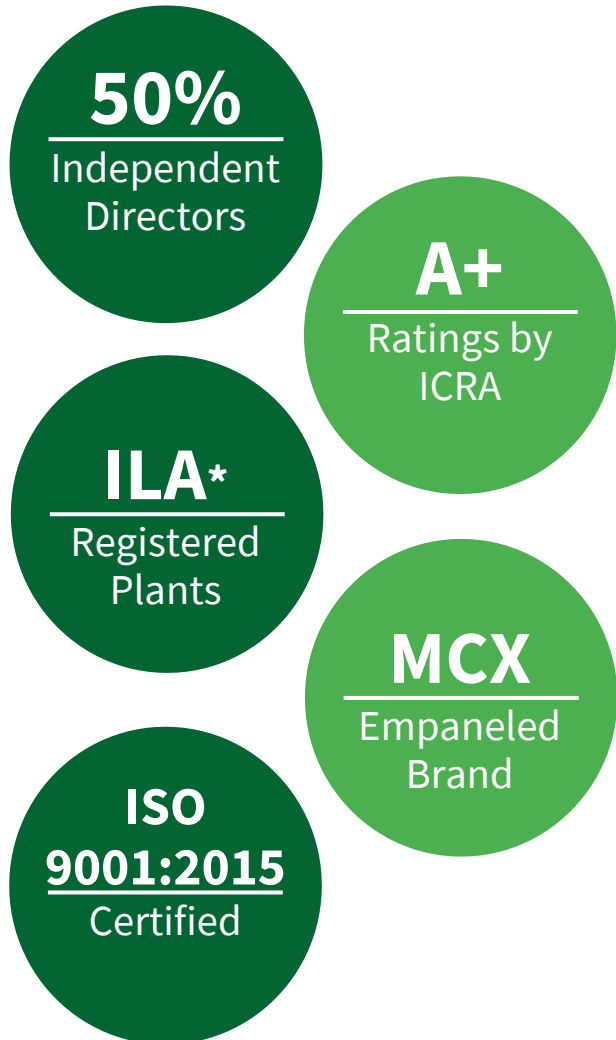 50%
Independent
Directors
A+
Ratings by
ICRA
ILA*
Registered
Plants
MCX
Empaneled
Brand
ISO
9001:2015
Certified